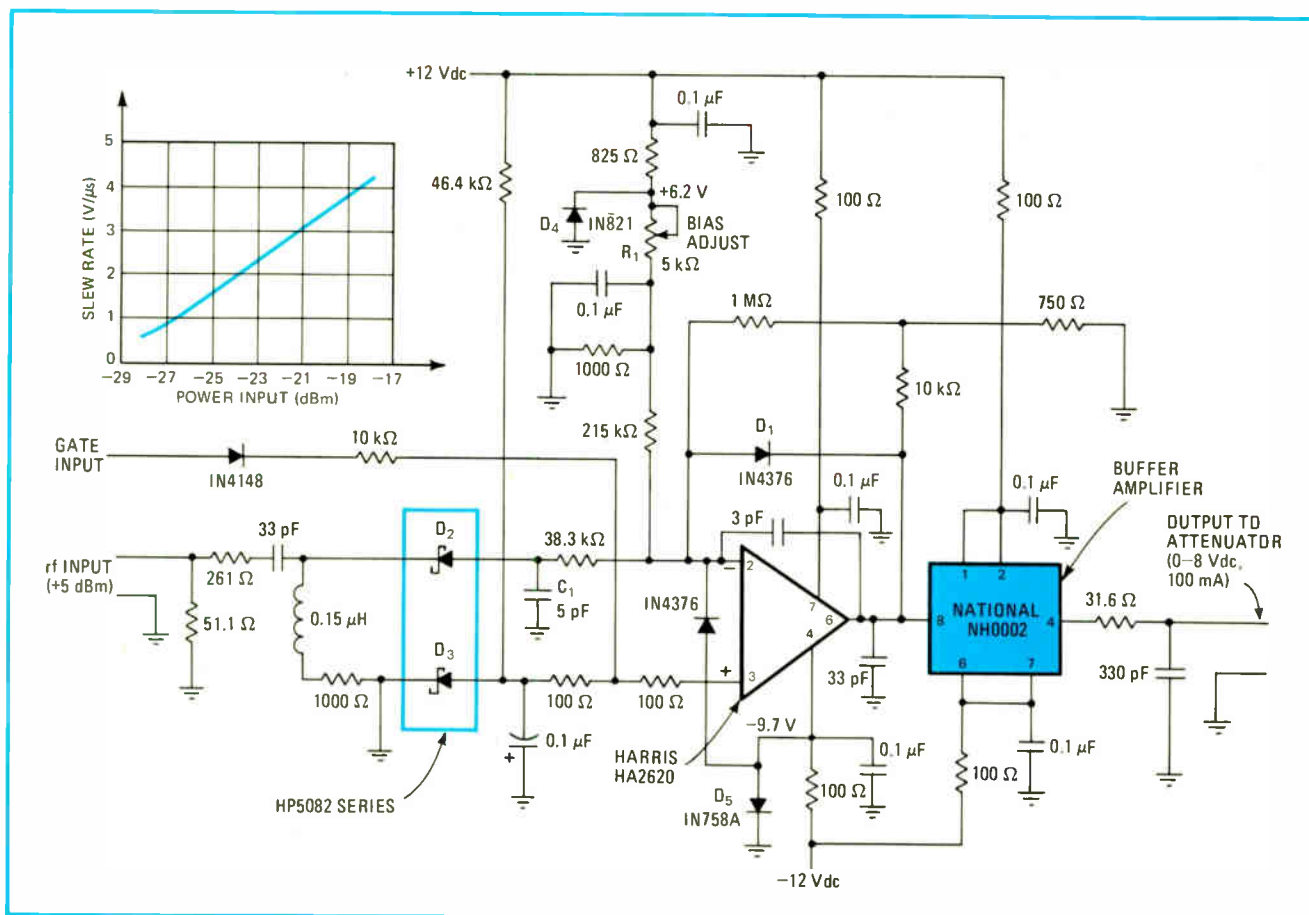 +12 Vdc
0.1 µF
825 Ω
46.4 kΩ
+6.2 V
100 Ω
100 Ω
D4
IN821
BIAS
ADJUST
R1
5 kΩ
0.1 µF
1 MΩ
750 Ω
1000 Ω
10 kΩ
215 kΩ
SLEW RATE (V/µs)
5
4
3
2
1
0
−29 −27 −25 −23 −21 −19 −17
POWER INPUT (dBm)
GATE
INPUT
10 kΩ
IN4148
D1
IN4376
0.1 µF
0.1 µF
BUFFER
AMPLIFIER
33 pF
D2
38.3 kΩ
3 pF
OUTPUT TO
ATTENUATOR
(0–8 Vdc,
100 mA)
rf INPUT
(+5 dBm)
261 Ω
51.1 Ω
0.15 µH
C1
5 pF
IN4376
−
2
7
6
4
+
3
1
2
8
NATIONAL
NH0002
4
6
7
31.6 Ω
33 pF
330 pF
D3
1000 Ω
100 Ω
100 Ω
0.1 µF
+
−9.7 V
HARRIS
HA2620
0.1 µF
100 Ω
100 Ω
0.1 µF
HP5082 SERIES
D5
IN758A
−12 Vdc